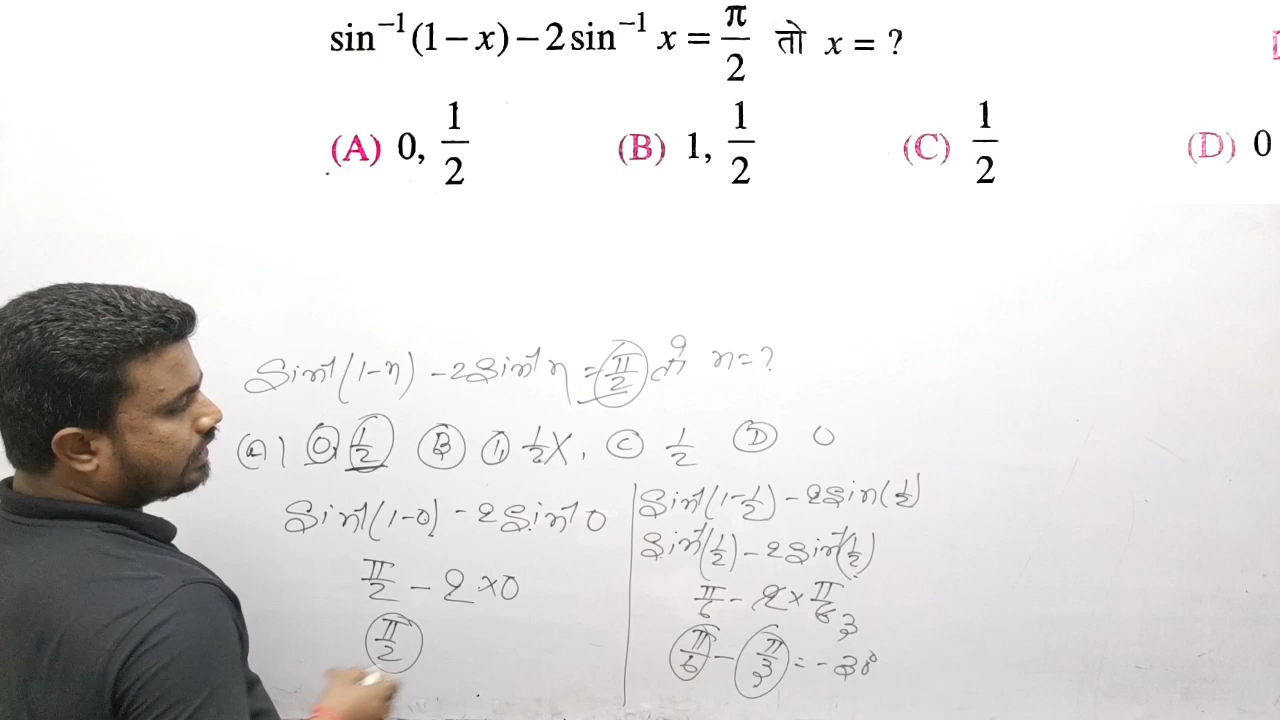 sin⁻¹(1−x)−2sin⁻¹ x = π/2 तो x = ?
(A) 0, 1/2 (B) 1, 1/2 (C) 1/2 (D) 0
sin⁻¹(1-x) -2sin⁻¹x = π/2 तो x=?
(A) 0, 1/2 (B) 1, 1/2 X, (C) 1/2 (D) 0
sin⁻¹(1-0) - 2sin⁻¹0
π/2 - 2×0
π/2
sin⁻¹(1-1/2) - 2sin(1/2)
sin⁻¹(1/2) - 2sin⁻¹(1/2)
π/6 - 2×π/6 3
π/6 - π/3 = -30°